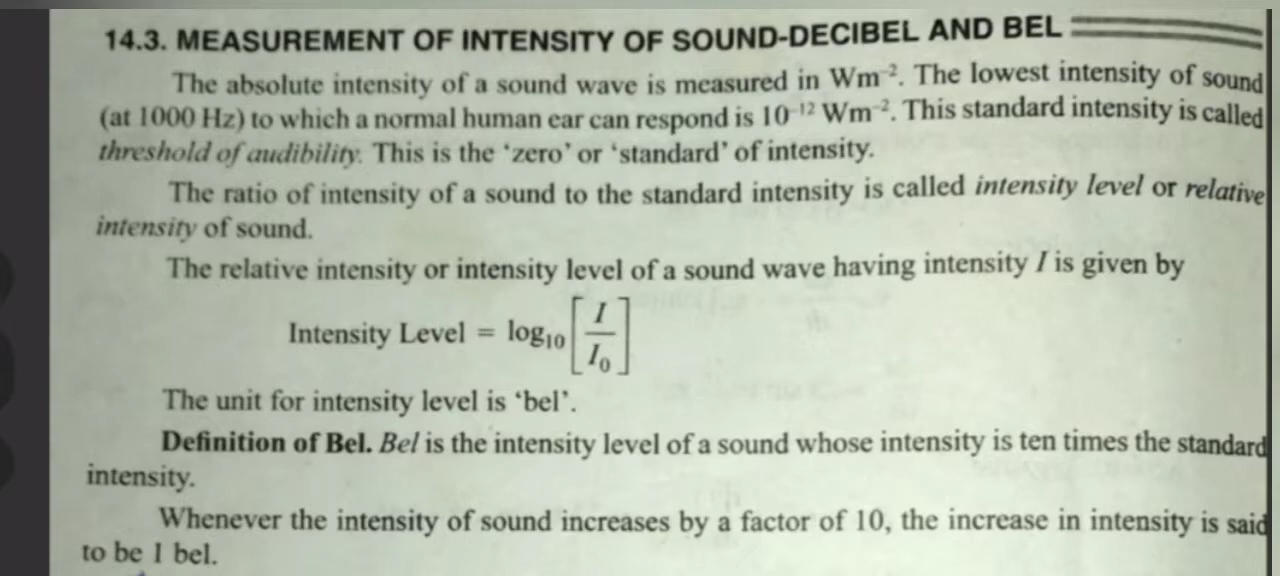 14.3. MEASUREMENT OF INTENSITY OF SOUND-DECIBEL AND BEL
The absolute intensity of a sound wave is measured in Wm⁻². The lowest intensity of sound
(at 1000 Hz) to which a normal human ear can respond is 10⁻¹² Wm⁻². This standard intensity is called
threshold of audibility. This is the ‘zero’ or ‘standard’ of intensity.
The ratio of intensity of a sound to the standard intensity is called intensity level or relative
intensity of sound.
The relative intensity or intensity level of a sound wave having intensity I is given by
Intensity Level = log₁₀ [I/I₀]
The unit for intensity level is ‘bel’.
Definition of Bel. Bel is the intensity level of a sound whose intensity is ten times the standard
intensity.
Whenever the intensity of sound increases by a factor of 10, the increase in intensity is said
to be 1 bel.